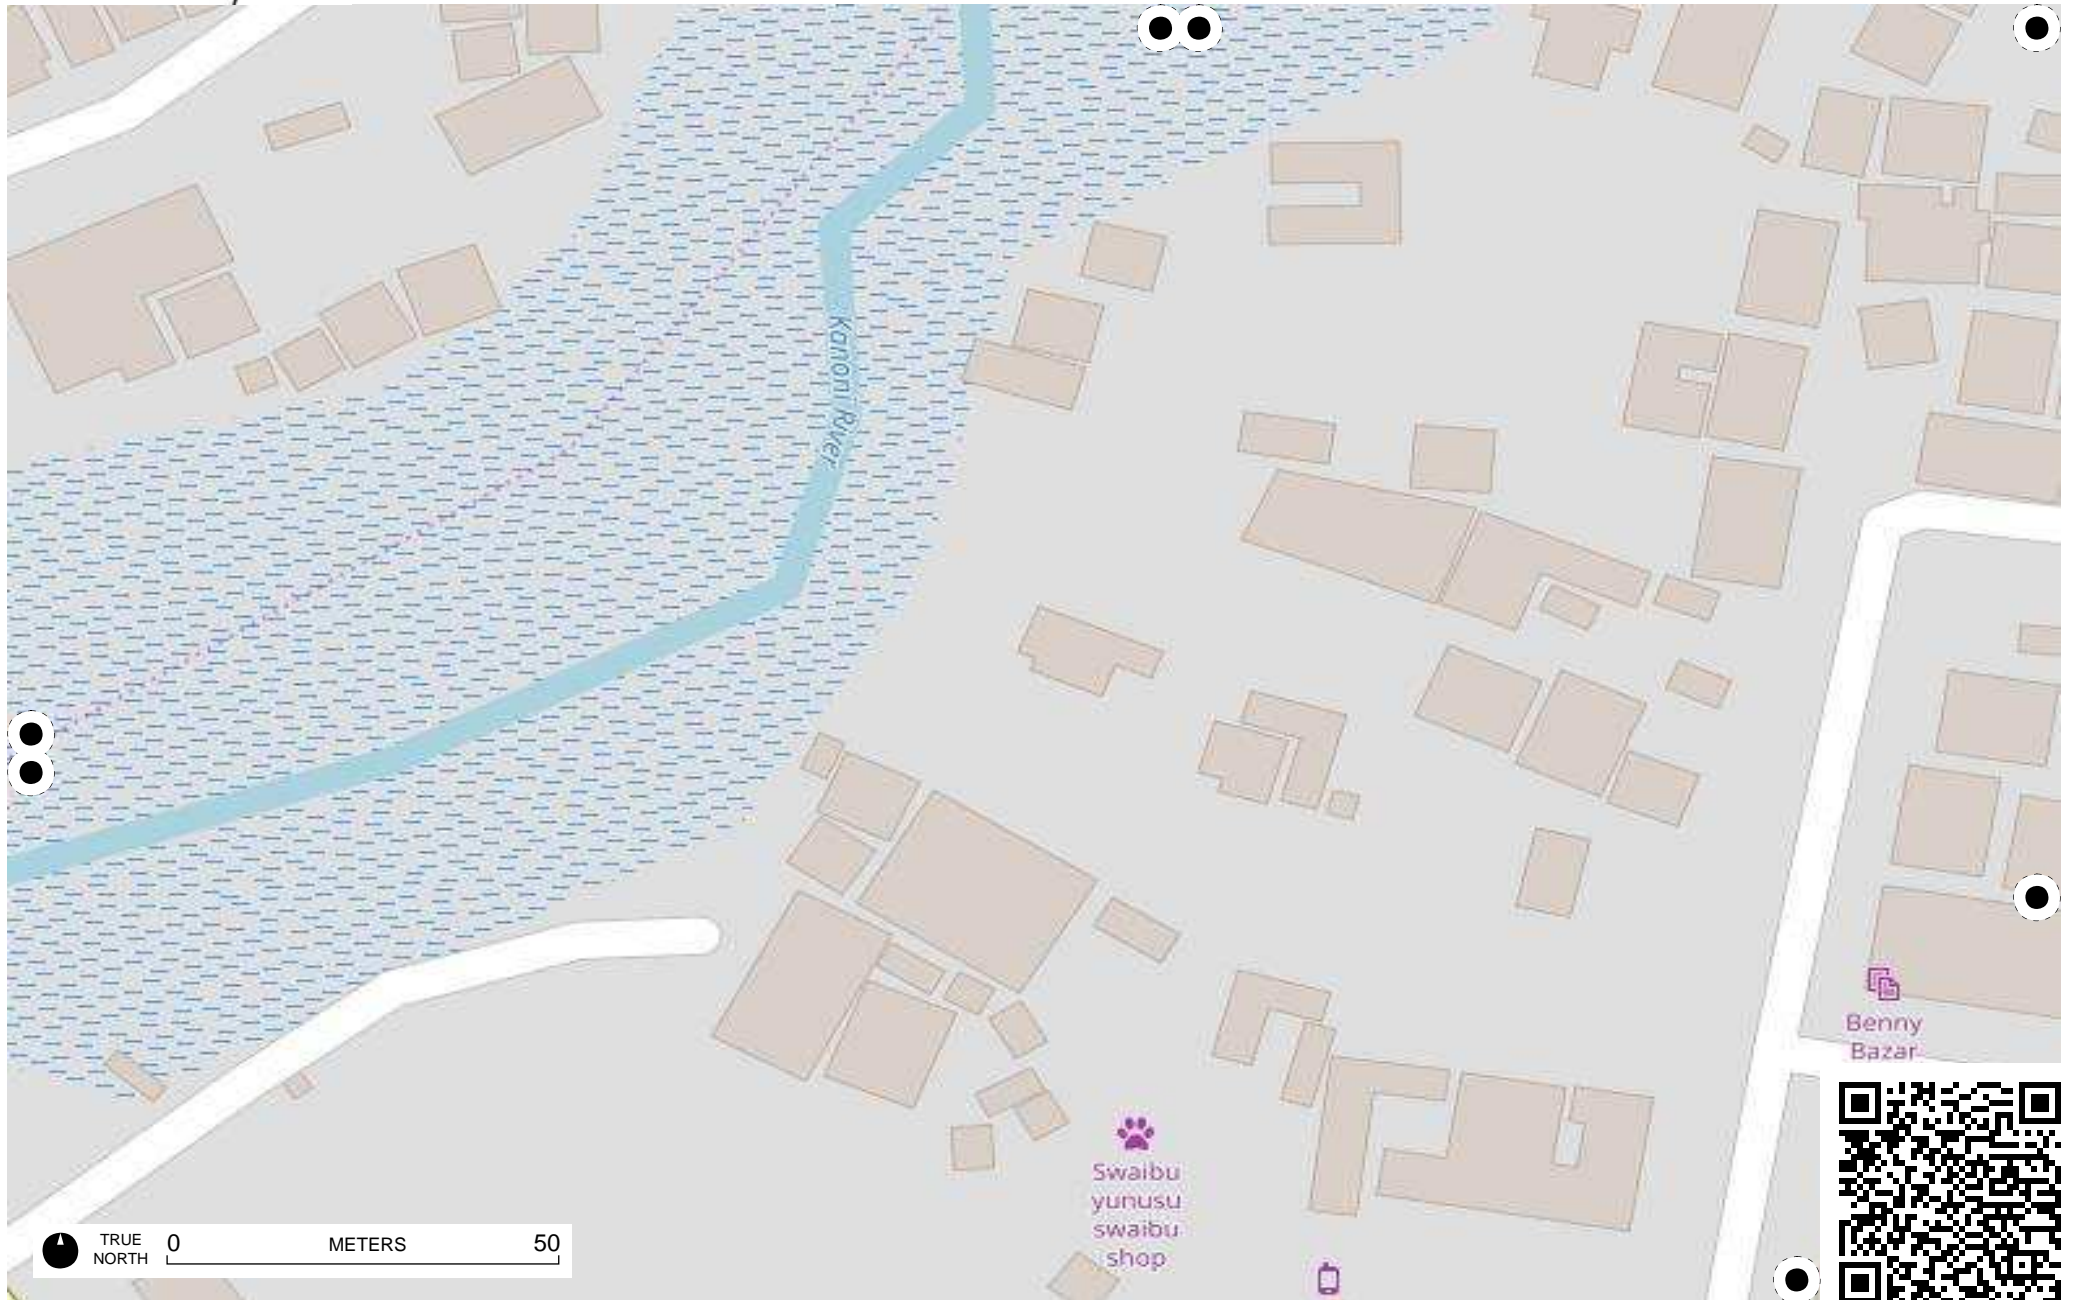 Kanoni River
Benny
Bazar
Swaibu
yunusu
swaibu
shop
TRUE
NORTH
0 METERS 50